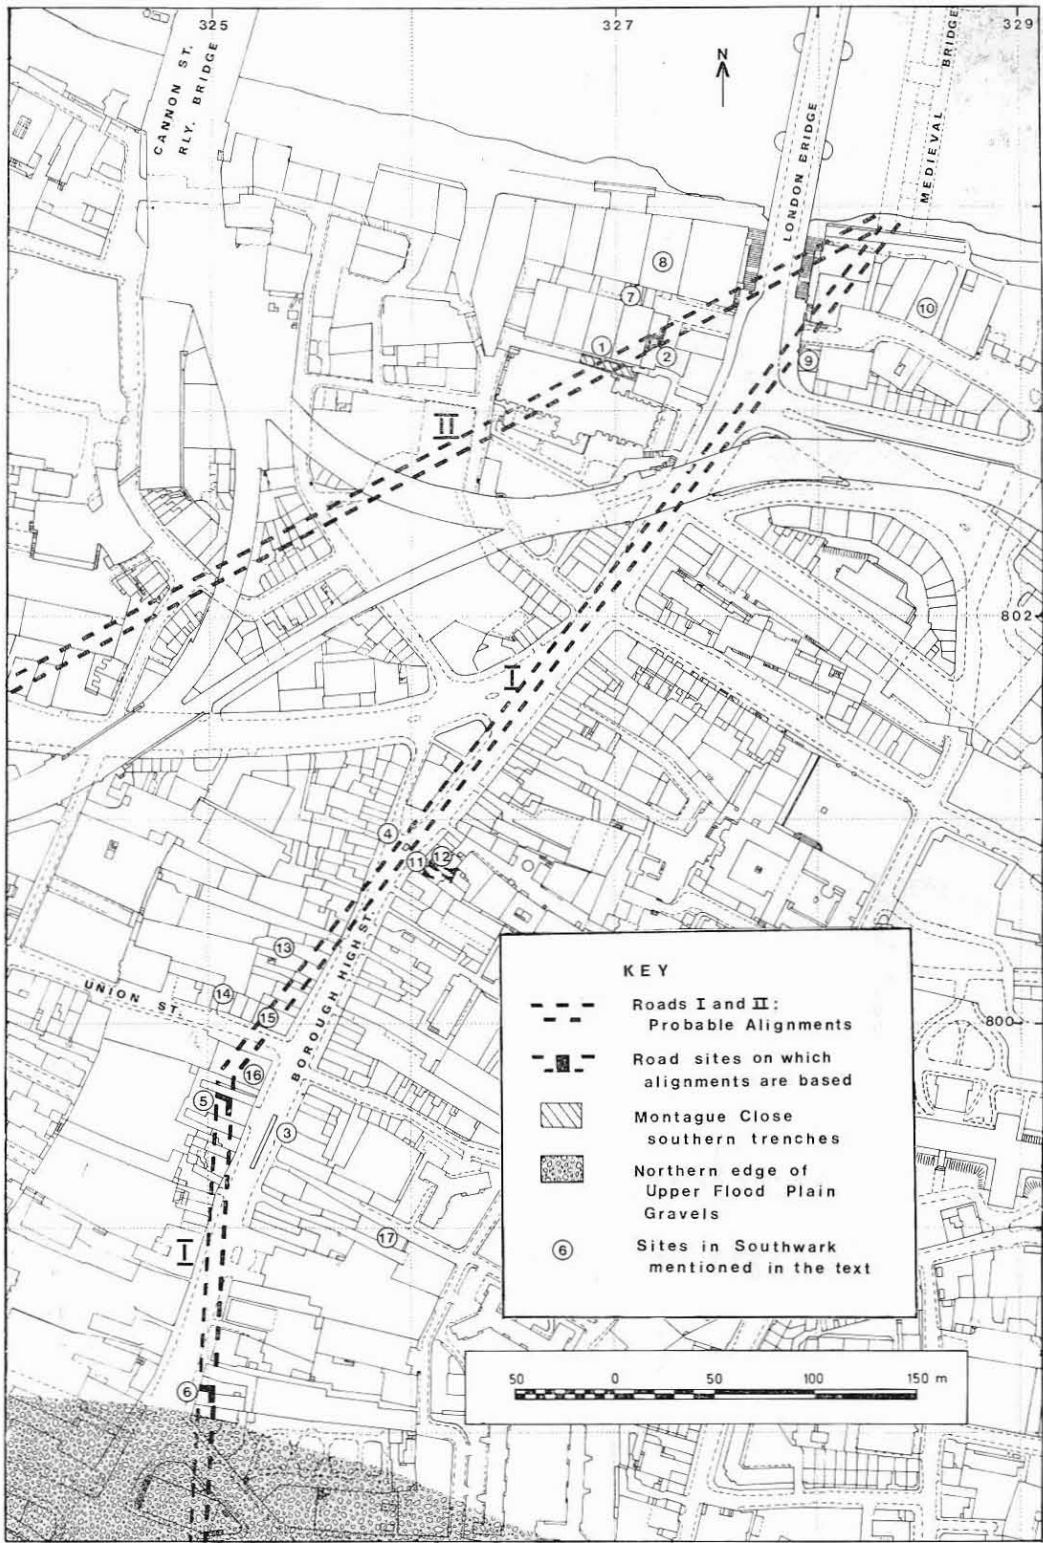 325
327
329
CANNON ST.
RLY. BRIDGE
N
LONDON BRIDGE
MEDIEVAL BRIDGE
8
7
10
1
2
9
II
802
I
4
11
12
13
UNION ST.
14
15
BOROUGH HIGH ST.
16
5
3
17
I
6
800
KEY
Roads I and II:
Probable Alignments
Road sites on which
alignments are based
Montague Close
southern trenches
Northern edge of
Upper Flood Plain
Gravels
6
Sites in Southwark
mentioned in the text
50 0 50 100 150 m